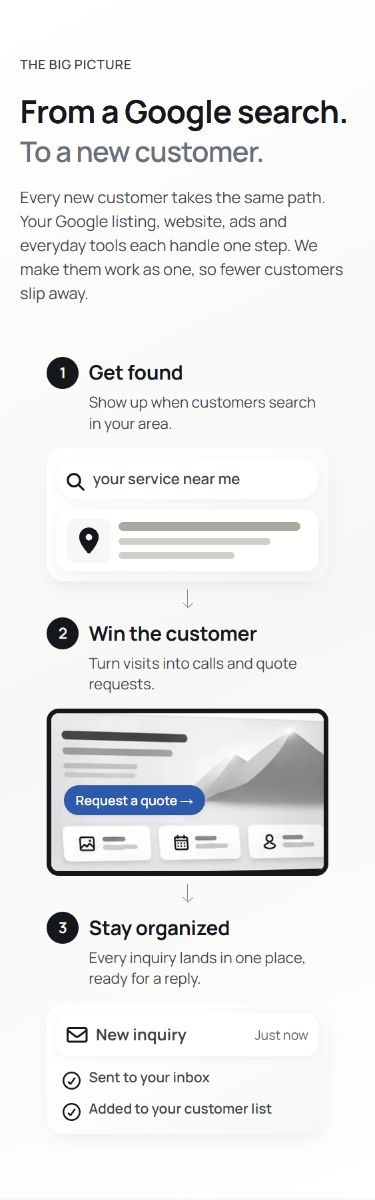 THE BIG PICTURE
From a Google search.
To a new customer.
Every new customer takes the same path.
Your Google listing, website, ads and
everyday tools each handle one step. We
make them work as one, so fewer customers
slip away.
1 Get found
Show up when customers search
in your area.
your service near me
2 Win the customer
Turn visits into calls and quote
requests.
Request a quote →
3 Stay organized
Every inquiry lands in one place,
ready for a reply.
New inquiry Just now
Sent to your inbox
Added to your customer list